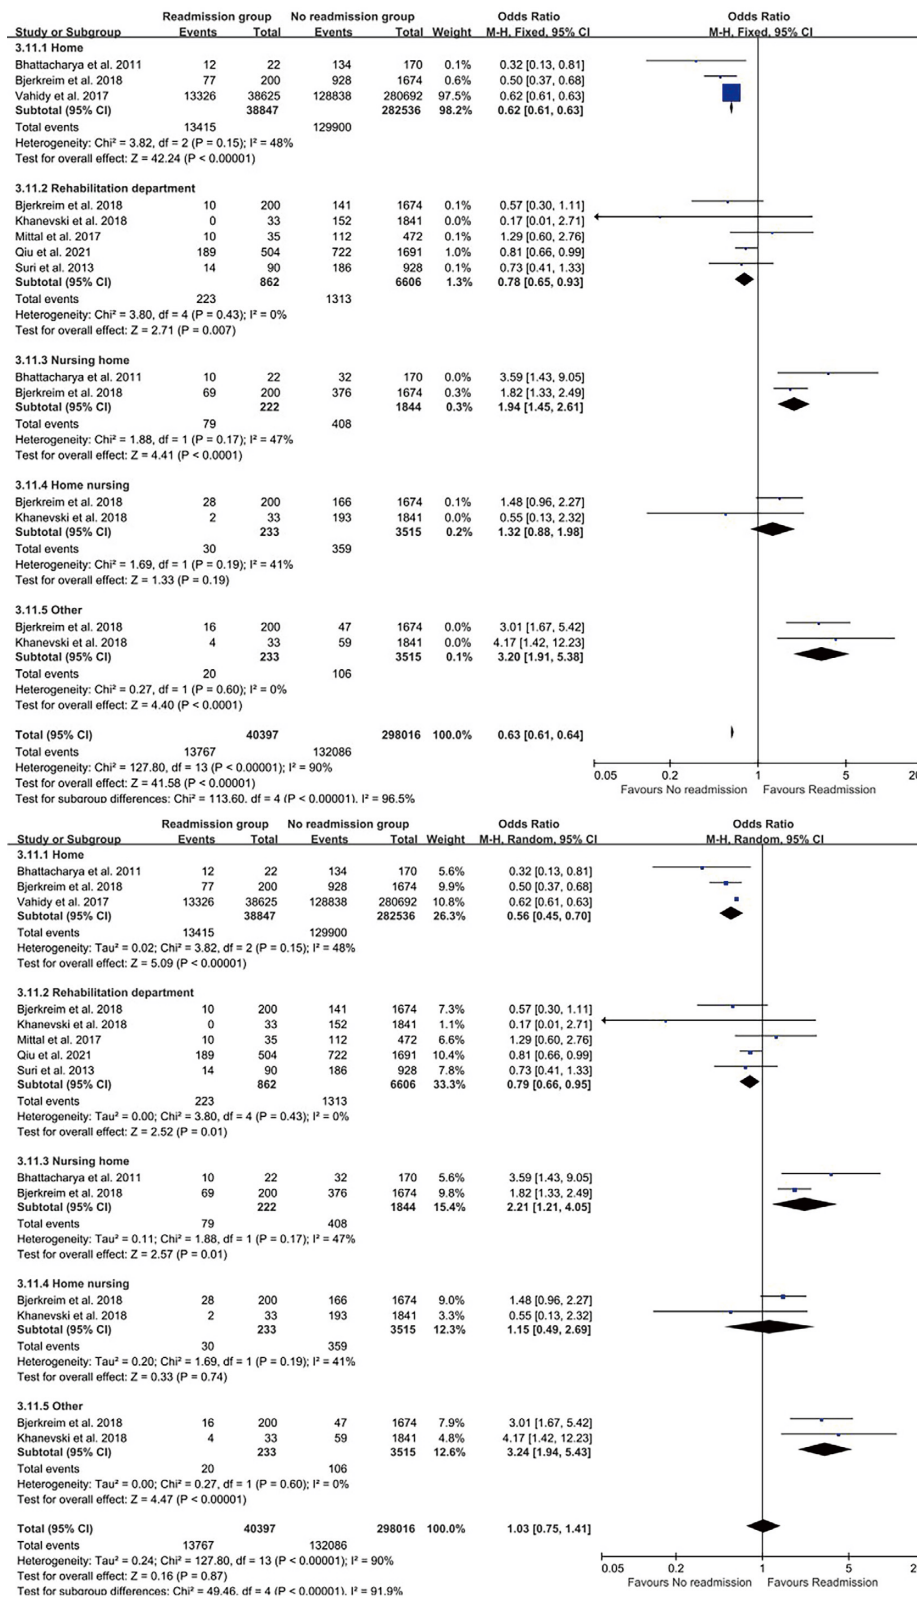 Readmission group No readmission group Odds Ratio Odds Ratio
Study or Subgroup Events Total Events Total Weight M-H, Fixed, 95% CI M-H, Fixed, 95% CI
3.11.1 Home
Bhattacharya et al. 2011 12 22 134 170 0.1% 0.32 [0.13, 0.81]
Bjerkreim et al. 2018 77 200 928 1674 0.6% 0.50 [0.37, 0.68]
Vahidy et al. 2017 13326 38625 128838 280692 97.5% 0.62 [0.61, 0.63]
Subtotal (95% CI) 38847 282536 98.2% 0.62 [0.61, 0.63]
Total events 13415 129900
Heterogeneity: Chi² = 3.82, df = 2 (P = 0.15); I² = 48%
Test for overall effect: Z = 42.24 (P < 0.00001)
3.11.2 Rehabilitation department
Bjerkreim et al. 2018 10 200 141 1674 0.1% 0.57 [0.30, 1.11]
Khanevski et al. 2018 0 33 152 1841 0.0% 0.17 [0.01, 2.71]
Mittal et al. 2017 10 35 112 472 0.1% 1.29 [0.60, 2.76]
Qiu et al. 2021 189 504 722 1691 1.0% 0.81 [0.66, 0.99]
Suri et al. 2013 14 90 186 928 0.1% 0.73 [0.41, 1.33]
Subtotal (95% CI) 862 6606 1.3% 0.78 [0.65, 0.93]
Total events 223 1313
Heterogeneity: Chi² = 3.80, df = 4 (P = 0.43); I² = 0%
Test for overall effect: Z = 2.71 (P = 0.007)
3.11.3 Nursing home
Bhattacharya et al. 2011 10 22 32 170 0.0% 3.59 [1.43, 9.05]
Bjerkreim et al. 2018 69 200 376 1674 0.3% 1.82 [1.33, 2.49]
Subtotal (95% CI) 222 1844 0.3% 1.94 [1.45, 2.61]
Total events 79 408
Heterogeneity: Chi² = 1.88, df = 1 (P = 0.17); I² = 47%
Test for overall effect: Z = 4.41 (P < 0.0001)
3.11.4 Home nursing
Bjerkreim et al. 2018 28 200 166 1674 0.1% 1.48 [0.96, 2.27]
Khanevski et al. 2018 2 33 193 1841 0.0% 0.55 [0.13, 2.32]
Subtotal (95% CI) 233 3515 0.2% 1.32 [0.88, 1.98]
Total events 30 359
Heterogeneity: Chi² = 1.69, df = 1 (P = 0.19); I² = 41%
Test for overall effect: Z = 1.33 (P = 0.19)
3.11.5 Other
Bjerkreim et al. 2018 16 200 47 1674 0.0% 3.01 [1.67, 5.42]
Khanevski et al. 2018 4 33 59 1841 0.0% 4.17 [1.42, 12.23]
Subtotal (95% CI) 233 3515 0.1% 3.20 [1.91, 5.38]
Total events 20 106
Heterogeneity: Chi² = 0.27, df = 1 (P = 0.60); I² = 0%
Test for overall effect: Z = 4.40 (P < 0.0001)
Total (95% CI) 40397 298016 100.0% 0.63 [0.61, 0.64]
Total events 13767 132086
Heterogeneity: Chi² = 127.80, df = 13 (P < 0.00001); I² = 90%
Test for overall effect: Z = 41.58 (P < 0.00001)
Test for subgroup differences: Chi² = 113.60. df = 4 (P < 0.00001). I² = 96.5%
0.05 0.2 1 5 20
Favours No readmission Favours Readmission
Readmission group No readmission group Odds Ratio Odds Ratio
Study or Subgroup Events Total Events Total Weight M-H, Random, 95% CI M-H, Random, 95% CI
3.11.1 Home
Bhattacharya et al. 2011 12 22 134 170 5.6% 0.32 [0.13, 0.81]
Bjerkreim et al. 2018 77 200 928 1674 9.9% 0.50 [0.37, 0.68]
Vahidy et al. 2017 13326 38625 128838 280692 10.8% 0.62 [0.61, 0.63]
Subtotal (95% CI) 38847 282536 26.3% 0.56 [0.45, 0.70]
Total events 13415 129900
Heterogeneity: Tau² = 0.02; Chi² = 3.82, df = 2 (P = 0.15); I² = 48%
Test for overall effect: Z = 5.09 (P < 0.00001)
3.11.2 Rehabilitation department
Bjerkreim et al. 2018 10 200 141 1674 7.3% 0.57 [0.30, 1.11]
Khanevski et al. 2018 0 33 152 1841 1.1% 0.17 [0.01, 2.71]
Mittal et al. 2017 10 35 112 472 6.6% 1.29 [0.60, 2.76]
Qiu et al. 2021 189 504 722 1691 10.4% 0.81 [0.66, 0.99]
Suri et al. 2013 14 90 186 928 7.8% 0.73 [0.41, 1.33]
Subtotal (95% CI) 862 6606 33.3% 0.79 [0.66, 0.95]
Total events 223 1313
Heterogeneity: Tau² = 0.00; Chi² = 3.80, df = 4 (P = 0.43); I² = 0%
Test for overall effect: Z = 2.52 (P = 0.01)
3.11.3 Nursing home
Bhattacharya et al. 2011 10 22 32 170 5.6% 3.59 [1.43, 9.05]
Bjerkreim et al. 2018 69 200 376 1674 9.8% 1.82 [1.33, 2.49]
Subtotal (95% CI) 222 1844 15.4% 2.21 [1.21, 4.05]
Total events 79 408
Heterogeneity: Tau² = 0.11; Chi² = 1.88, df = 1 (P = 0.17); I² = 47%
Test for overall effect: Z = 2.57 (P = 0.01)
3.11.4 Home nursing
Bjerkreim et al. 2018 28 200 166 1674 9.0% 1.48 [0.96, 2.27]
Khanevski et al. 2018 2 33 193 1841 3.3% 0.55 [0.13, 2.32]
Subtotal (95% CI) 233 3515 12.3% 1.15 [0.49, 2.69]
Total events 30 359
Heterogeneity: Tau² = 0.20; Chi² = 1.69, df = 1 (P = 0.19); I² = 41%
Test for overall effect: Z = 0.33 (P = 0.74)
3.11.5 Other
Bjerkreim et al. 2018 16 200 47 1674 7.9% 3.01 [1.67, 5.42]
Khanevski et al. 2018 4 33 59 1841 4.8% 4.17 [1.42, 12.23]
Subtotal (95% CI) 233 3515 12.6% 3.24 [1.94, 5.43]
Total events 20 106
Heterogeneity: Tau² = 0.00; Chi² = 0.27, df = 1 (P = 0.60); I² = 0%
Test for overall effect: Z = 4.47 (P < 0.00001)
Total (95% CI) 40397 298016 100.0% 1.03 [0.75, 1.41]
Total events 13767 132086
Heterogeneity: Tau² = 0.24; Chi² = 127.80, df = 13 (P < 0.00001); I² = 90%
Test for overall effect: Z = 0.16 (P = 0.87)
Test for subgroup differences: Chi² = 49.46. df = 4 (P < 0.00001). I² = 91.9%
0.05 0.2 1 5 2
Favours No readmission Favours Readmission